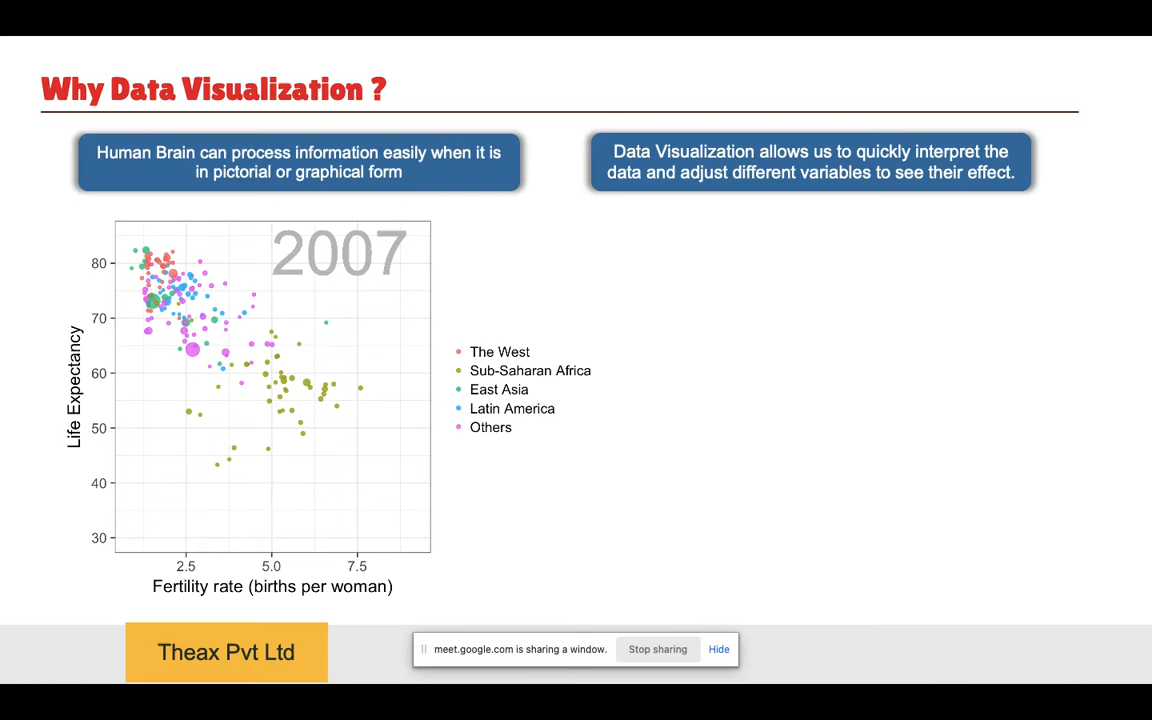 Why Data Visualization ?
Human Brain can process information easily when it is
in pictorial or graphical form
Data Visualization allows us to quickly interpret the
data and adjust different variables to see their effect.
2007
80
70
60
50
40
30
Life Expectancy
2.5 5.0 7.5
Fertility rate (births per woman)
The West
Sub-Saharan Africa
East Asia
Latin America
Others
Theax Pvt Ltd
meet.google.com is sharing a window. Stop sharing Hide